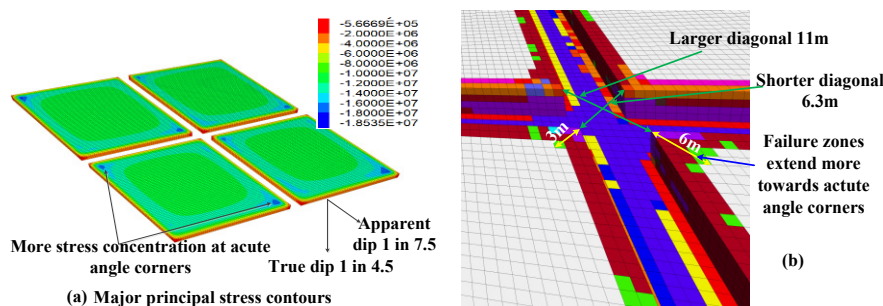 -5.6669E+05
-2.0000E+06
-4.0000E+06
-6.0000E+06
-8.0000E+06
-1.0000E+07
-1.2000E+07
-1.4000E+07
-1.6000E+07
-1.8000E+07
-1.8535E+07
More stress concentration at acute
angle corners
Apparent
dip 1 in 7.5
True dip 1 in 4.5
(a) Major principal stress contours
Larger diagonal 11m
Shorter diagonal
6.3m
3m
6m
Failure zones
extend more
towards actute
angle corners
(b)